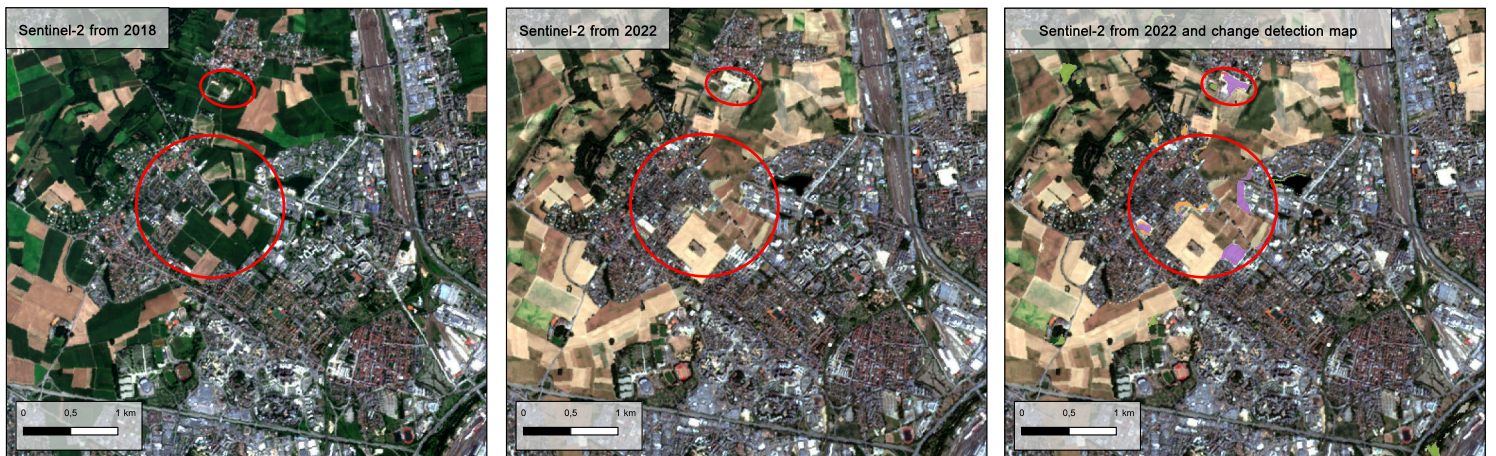 Sentinel-2 from 2018
Sentinel-2 from 2022
Sentinel-2 from 2022 and change detection map
0 0,5 1 km
0 0,5 1 km
0 0,5 1 km